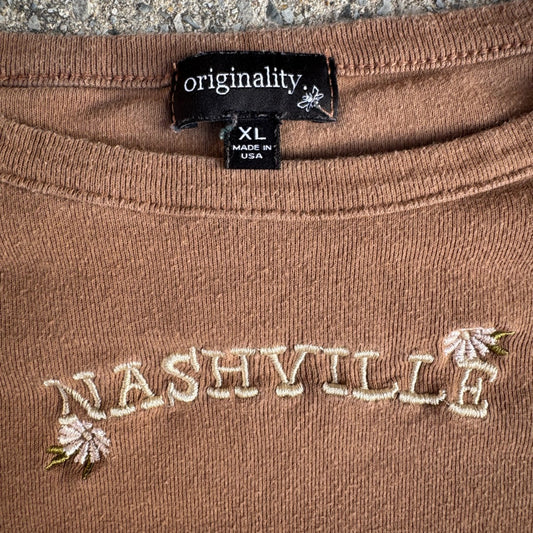 originality.
XL
MADE IN
USA
NASHVILLE